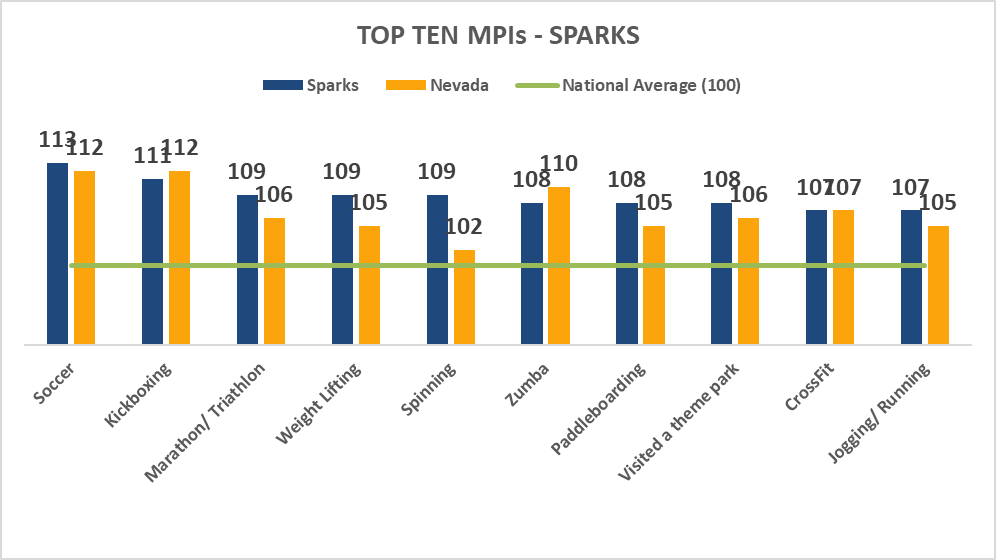 TOP TEN MPIs - SPARKS
Sparks Nevada National Average (100)
113 112 111 112 109 106 109 105 109 102 108 110 108 105 108 106 107 107 107 105
Soccer
Kickboxing
Marathon/ Triathlon
Weight Lifting
Spinning
Zumba
Paddleboarding
Visited a theme park
CrossFit
Jogging/ Running